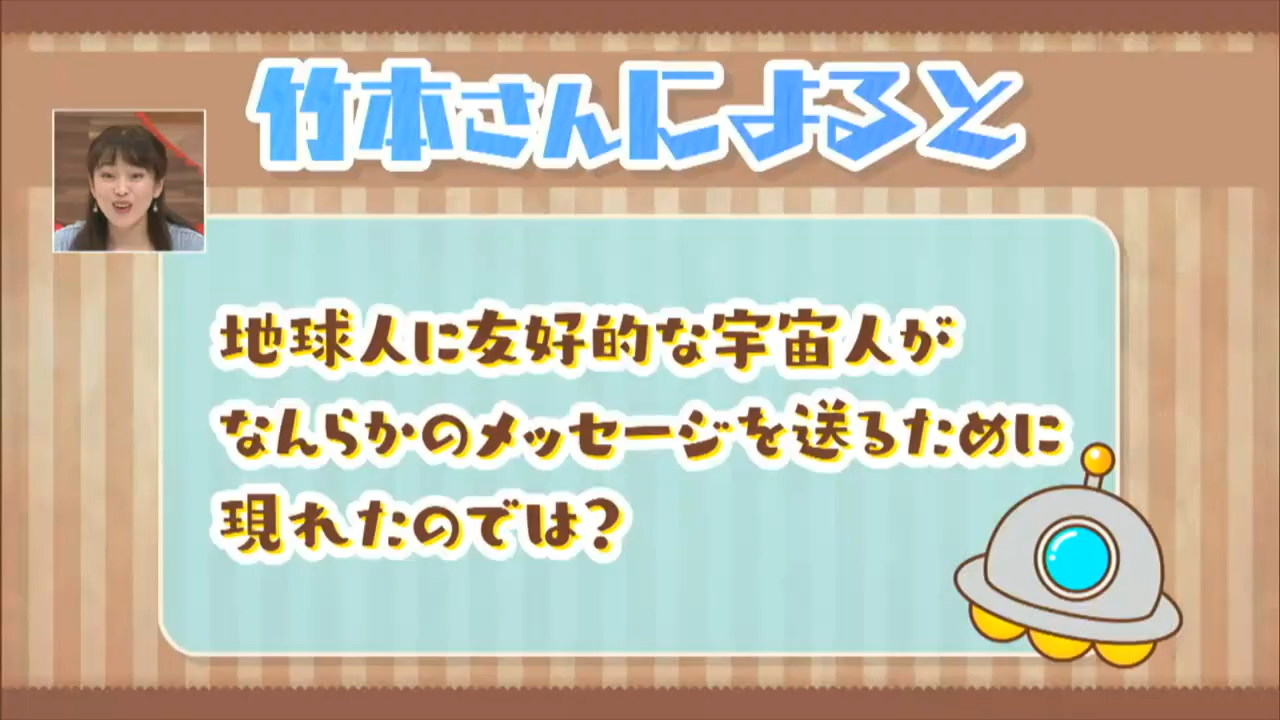 竹本さんによると
地球人に友好的な宇宙人が
なんらかのメッセージを送るために
現れたのでは？